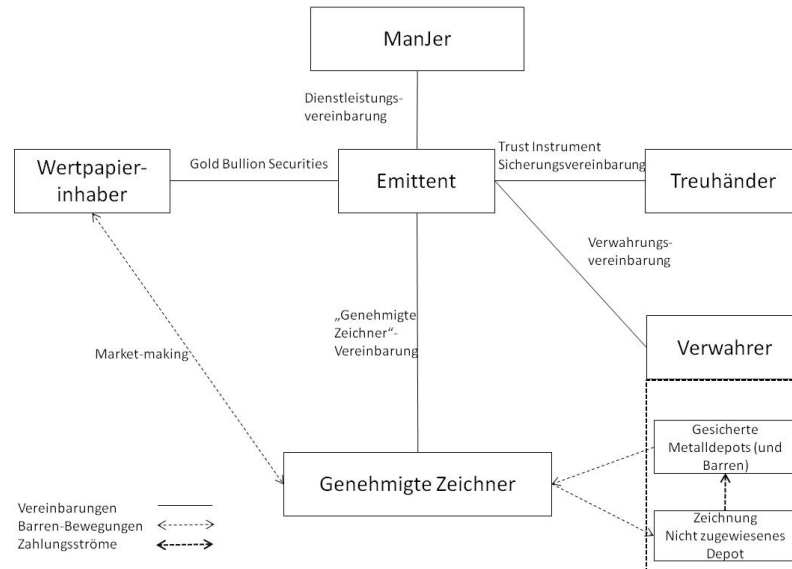 ManJer
Dienstleistungs-
vereinbarung
Wertpapier-
inhaber
Gold Bullion Securities
Emittent
Trust Instrument
Sicherungsvereinbarung
Treuhänder
Verwahrungs-
vereinbarung
„Genehmigte
Zeichner“-
Vereinbarung
Market-making
Verwahrer
Gesicherte
Metalldepots (und
Barren)
Genehmigte Zeichner
Zeichnung
Nicht zugewiesenes
Depot
Vereinbarungen
Barren-Bewegungen
Zahlungsströme